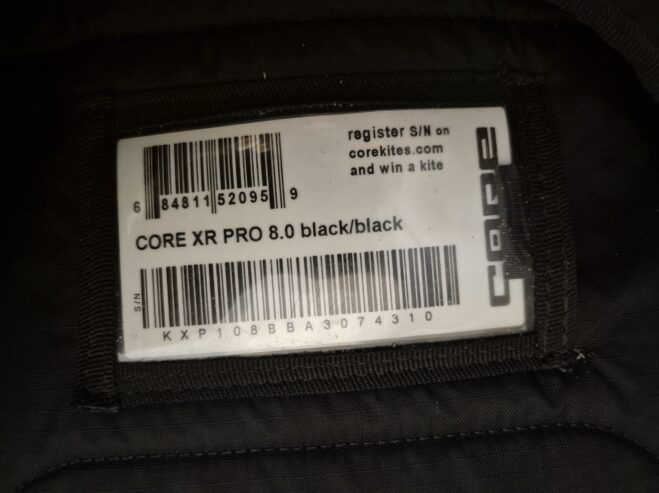 register S/N on
corekites.com
and win a kite
6 84811 52095 9
CORE XR PRO 8.0 black/black
S/N
KXP108BBA3074310
CORE